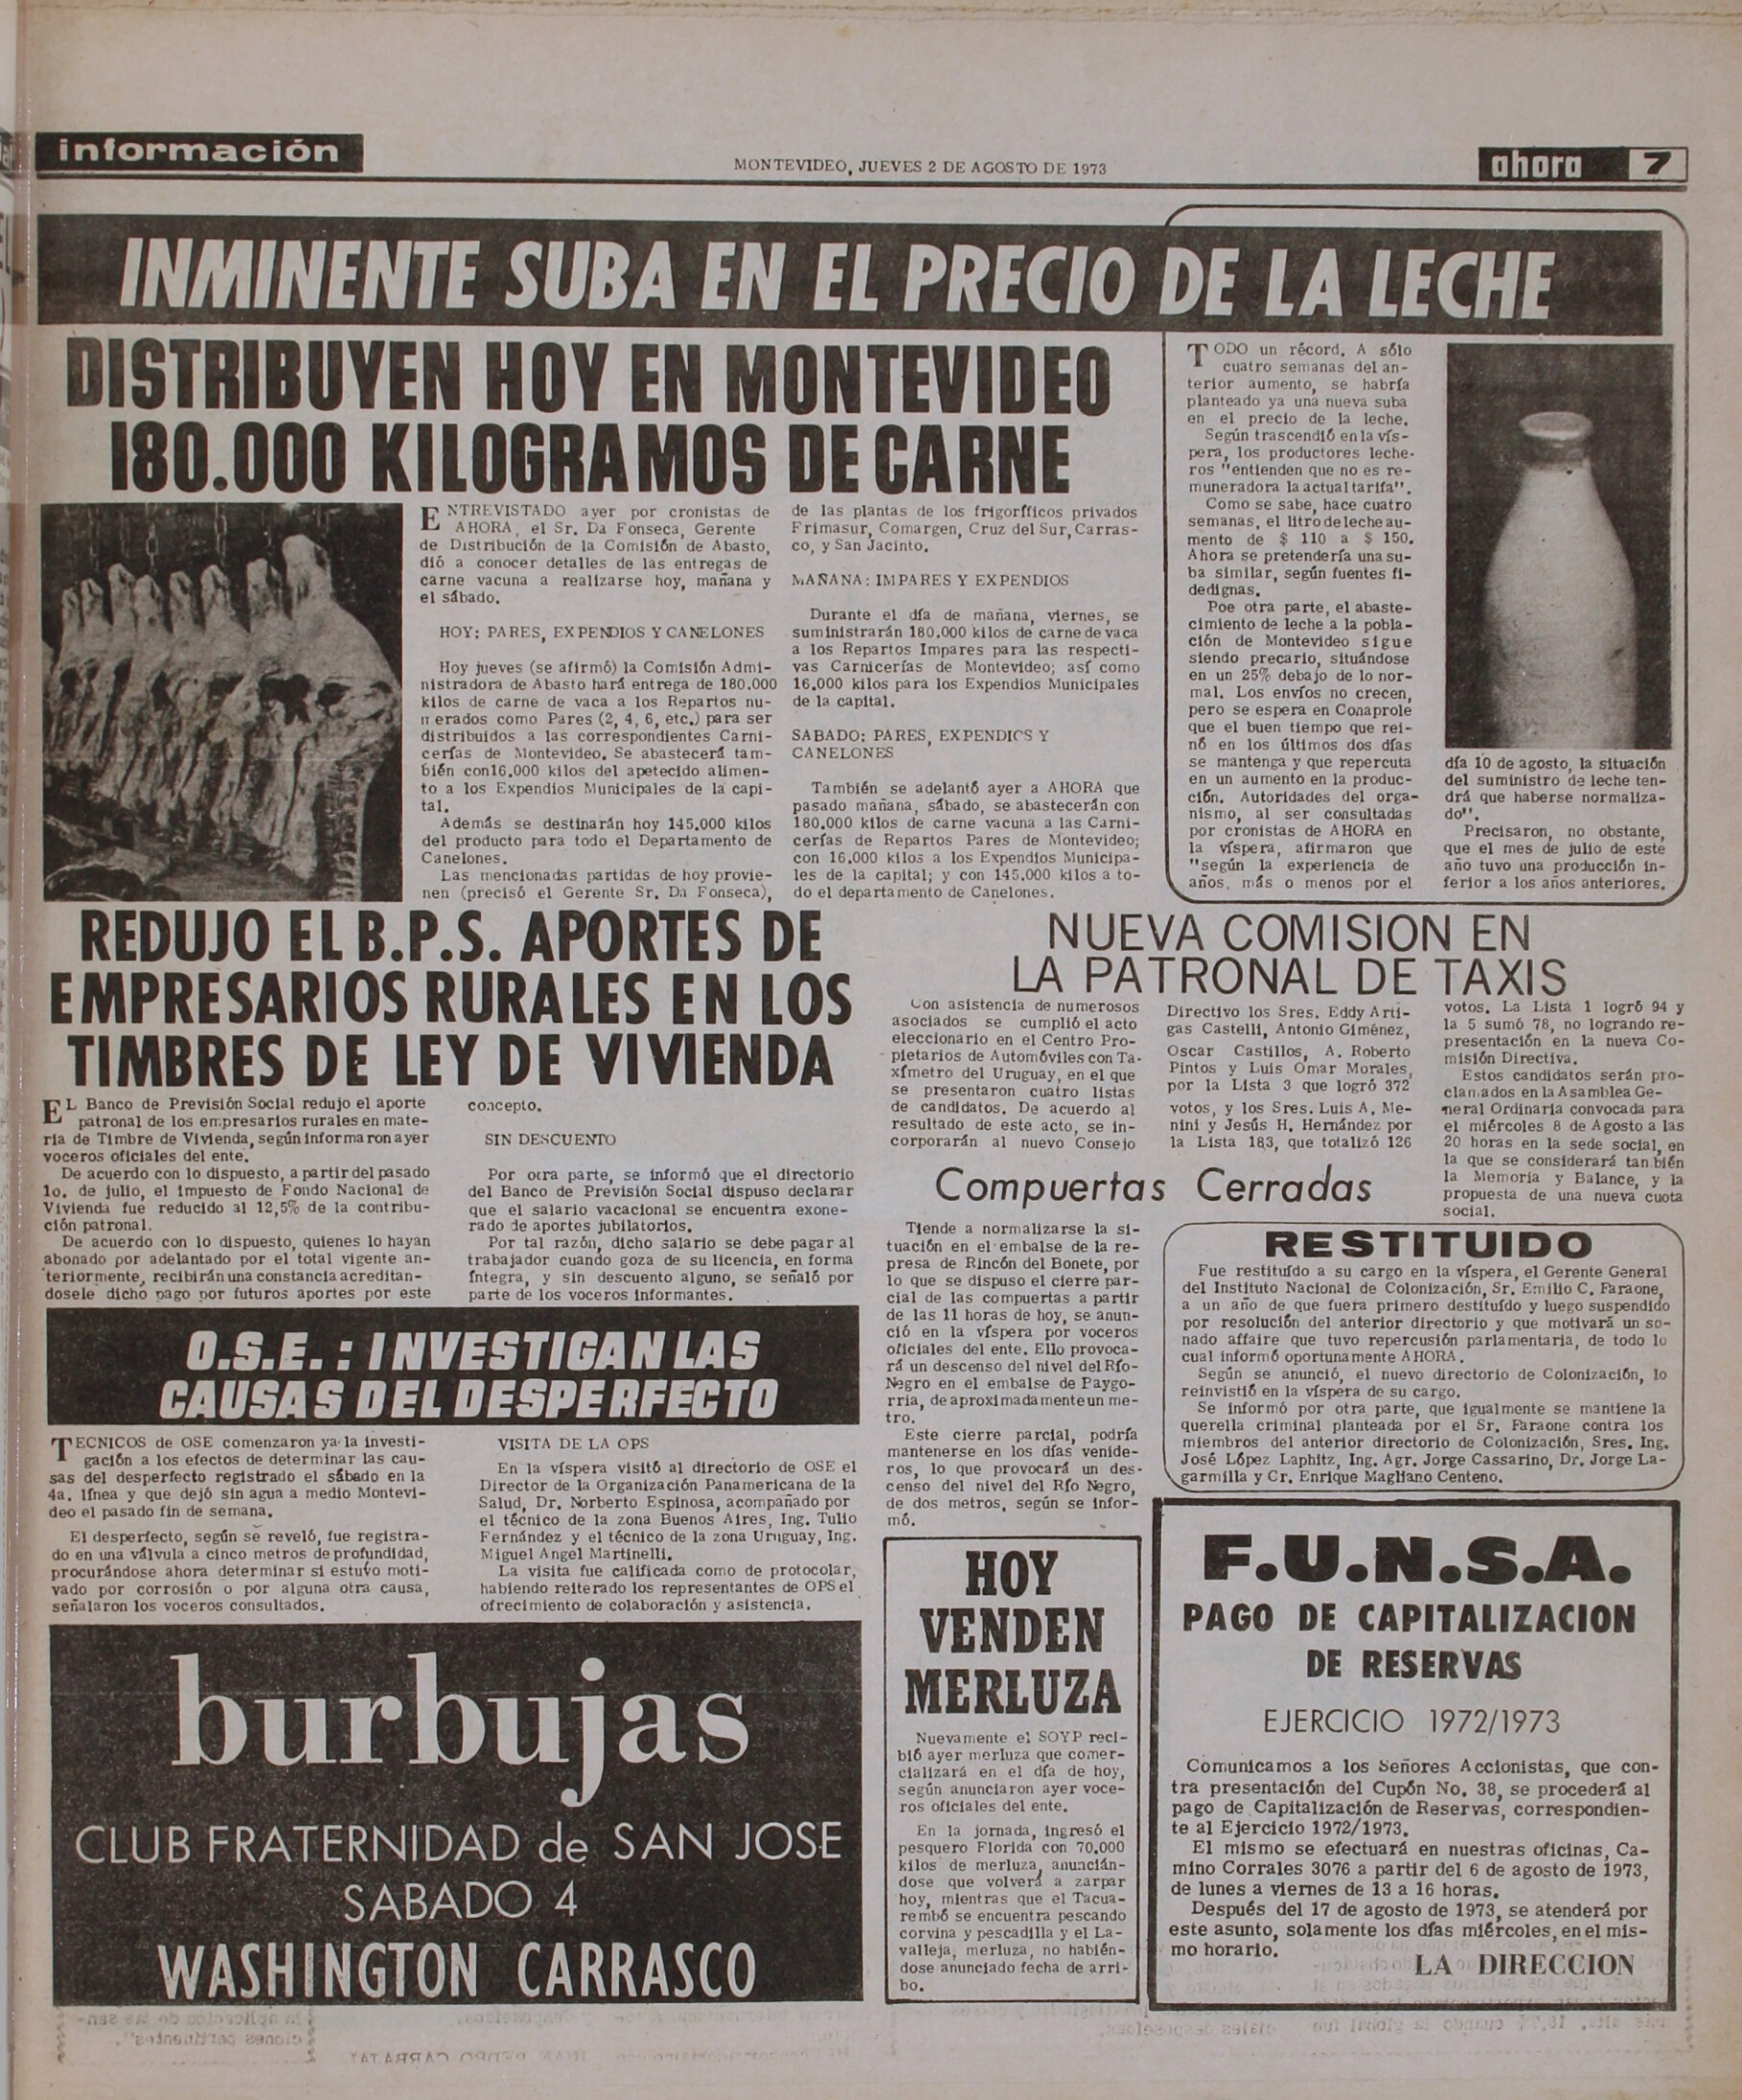 información
MONTEVIDEO, JUEVES 2 DE AGOSTO DE 1973
ahora 7
INMINENTE SUBA EN EL PRECIO DE LA LECHE
DISTRIBUYEN HOY EN MONTEVIDEO
180.000 KILOGRAMOS DE CARNE
ENTREVISTADO ayer por cronistas de
AHORA, el Sr. Da Fonseca, Gerente
de Distribución de la Comisión de Abasto,
dió a conocer detalles de las entregas de
carne vacuna a realizarse hoy, mañana y
el sábado.
HOY: PARES, EXPENDIOS Y CANELONES
Hoy jueves (se afirmó) la Comisión Admi-
nistradora de Abasto hará entrega de 180.000
kilos de carne de vaca a los Repartos nu-
merados como Pares (2, 4, 6, etc.) para ser
distribuidos a las correspondientes Carni-
cerías de Montevideo. Se abastecerá tam-
bién con16.000 kilos del apetecido alimen-
to a los Expendios Municipales de la capi-
tal.
Además se destinarán hoy 145.000 kilos
del producto para todo el Departamento de
Canelones.
Las mencionadas partidas de hoy provie-
nen (precisó el Gerente Sr. Da Fonseca),
de las plantas de los frigoríficos privados
Frimasur, Comargen, Cruz del Sur, Carras-
co, y San Jacinto.
MAÑANA: IMPARES Y EXPENDIOS
Durante el día de mañana, viernes, se
suministrarán 180.000 kilos de carne de vaca
a los Repartos Impares para las respecti-
vas Carnicerías de Montevideo; así como
16.000 kilos para los Expendios Municipales
de la capital.
SABADO: PARES, EXPENDIOS Y
CANELONES
También se adelantó ayer a AHORA que
pasado mañana, sábado, se abastecerán con
180.000 kilos de carne vacuna a las Carni-
cerías de Repartos Pares de Montevideo;
con 16.000 kilos a los Expendios Municipa-
les de la capital; y con 145.000 kilos a to-
do el departamento de Canelones.
TODO un récord. A sólo
cuatro semanas del an-
terior aumento, se habría
planteado ya una nueva suba
en el precio de la leche.
Según trascendió en la vís-
pera, los productores leche-
ros "entienden que no es re-
muneradora la actual tarifa".
Como se sabe, hace cuatro
semanas, el litro de leche au-
mento de $ 110 a $ 150.
Ahora se pretendería una su-
ba similar, según fuentes fi-
dedignas.
Poe otra parte, el abaste-
cimiento de leche a la pobla-
ción de Montevideo sigue
siendo precario, situándose
en un 25% debajo de lo nor-
mal. Los envíos no crecen,
pero se espera en Conaprole
que el buen tiempo que rei-
nó en los últimos dos días
se mantenga y que repercuta
en un aumento en la produc-
ción. Autoridades del orga-
nismo, al ser consultadas
por cronistas de AHORA en
la víspera, afirmaron que
"según la experiencia de
años, más o menos por el
día 10 de agosto, la situación
del suministro de leche ten-
drá que haberse normaliza-
do".
Precisaron, no obstante,
que el mes de julio de este
año tuvo una producción in-
ferior a los años anteriores.
REDUJO EL B.P.S. APORTES DE
EMPRESARIOS RURALES EN LOS
TIMBRES DE LEY DE VIVIENDA
EL Banco de Previsión Social redujo el aporte
patronal de los empresarios rurales en mate-
ria de Timbre de Vivienda, según informaron ayer
voceros oficiales del ente.
De acuerdo con lo dispuesto, a partir del pasado
1o. de julio, el Impuesto de Fondo Nacional de
Vivienda fue reducido al 12,5% de la contribu-
ción patronal.
De acuerdo con lo dispuesto, quienes lo hayan
abonado por adelantado por el total vigente an-
teriormente, recibirán una constancia acreditan-
dosele dicho pago por futuros aportes por este
concepto.
SIN DESCUENTO
Por otra parte, se informó que el directorio
del Banco de Previsión Social dispuso declarar
que el salario vacacional se encuentra exone-
rado de aportes jubilatorios.
Por tal razón, dicho salario se debe pagar al
trabajador cuando goza de su licencia, en forma
íntegra, y sin descuento alguno, se señaló por
parte de los voceros informantes.
NUEVA COMISION EN
LA PATRONAL DE TAXIS
Con asistencia de numerosos
asociados se cumplió el acto
eleccionario en el Centro Pro-
pietarios de Automóviles con Ta-
xímetro del Uruguay, en el que
se presentaron cuatro listas
de candidatos. De acuerdo al
resultado de este acto, se in-
corporarán al nuevo Consejo
Directivo los Sres. Eddy Arti-
gas Castelli, Antonio Giménez,
Oscar Castillos, A. Roberto
Pintos y Luis Omar Morales,
por la Lista 3 que logró 372
votos, y los Sres. Luis A. Me-
nini y Jesús H. Hernández por
la Lista 183, que totalizó 126
votos. La Lista 1 logró 94 y
la 5 sumó 78, no logrando re-
presentación en la nueva Co-
misión Directiva.
Estos candidatos serán pro-
clamados en la Asamblea Ge-
neral Ordinaria convocada para
el miércoles 8 de Agosto a las
20 horas en la sede social, en
la que se considerará también
la Memoria y Balance, y la
propuesta de una nueva cuota
social.
Compuertas Cerradas
Tiende a normalizarse la si-
tuación en el embalse de la re-
presa de Rincón del Bonete, por
lo que se dispuso el cierre par-
cial de las compuertas a partir
de las 11 horas de hoy, se anun-
ció en la víspera por voceros
oficiales del ente. Ello provoca-
rá un descenso del nivel del Río-
Negro en el embalse de Paygo-
rría, de aproximadamente un me-
tro.
Este cierre parcial, podría
mantenerse en los días venide-
ros, lo que provocará un des-
censo del nivel del Río Negro,
de dos metros, según se infor-
mó.
RESTITUIDO
Fue restituído a su cargo en la víspera, el Gerente General
del Instituto Nacional de Colonización, Sr. Emilio C. Faraone,
a un año de que fuera primero destituído y luego suspendido
por resolución del anterior directorio y que motivará un so-
nado affaire que tuvo repercusión parlamentaria, de todo lo
cual informó oportunamente AHORA.
Según se anunció, el nuevo directorio de Colonización, lo
reinvistió en la víspera de su cargo.
Se informó por otra parte, que igualmente se mantiene la
querella criminal planteada por el Sr. Faraone contra los
miembros del anterior directorio de Colonización, Sres. Ing.
José López Laphitz, Ing. Agr. Jorge Cassarino, Dr. Jorge La-
garmilla y Cr. Enrique Magliano Centeno.
O.S.E.: INVESTIGAN LAS
CAUSAS DEL DESPERFECTO
TECNICOS de OSE comenzaron ya la investi-
gación a los efectos de determinar las cau-
sas del desperfecto registrado el sábado en la
4a. línea y que dejó sin agua a medio Montevi-
deo el pasado fin de semana.
El desperfecto, según se reveló, fue registra-
do en una válvula a cinco metros de profundidad,
procurándose ahora determinar si estuvo moti-
vado por corrosión o por alguna otra causa,
señalaron los voceros consultados.
VISITA DE LA OPS
En la víspera visitó al directorio de OSE el
Director de la Organización Panamericana de la
Salud, Dr. Norberto Espinosa, acompañado por
el técnico de la zona Buenos Aires, Ing. Tulio
Fernández y el técnico de la zona Uruguay, Ing.
Miguel Angel Martinelli.
La visita fue calificada como de protocolar,
habiendo reiterado los representantes de OPS el
ofrecimiento de colaboración y asistencia.
burbujas
CLUB FRATERNIDAD de SAN JOSE
SABADO 4
WASHINGTON CARRASCO
HOY
VENDEN
MERLUZA
Nuevamente el SOYP reci-
bió ayer merluza que comer-
cializará en el día de hoy,
según anunciaron ayer voce-
ros oficiales del ente.
En la jornada, ingresó el
pesquero Florida con 70.000
kilos de merluza, anuncián-
dose que volverá a zarpar
hoy, mientras que el Tacua-
rembó se encuentra pescando
corvina y pescadilla y el La-
valleja, merluza, no habién-
dose anunciado fecha de arri-
bo.
F.U.N.S.A.
PAGO DE CAPITALIZACION
DE RESERVAS
EJERCICIO 1972/1973
Comunicamos a los Señores Accionistas, que con-
tra presentación del Cupón No. 38, se procederá al
pago de Capitalización de Reservas, correspondien-
te al Ejercicio 1972/1973.
El mismo se efectuará en nuestras oficinas, Ca-
mino Corrales 3076 a partir del 6 de agosto de 1973,
de lunes a viernes de 13 a 16 horas.
Después del 17 de agosto de 1973, se atenderá por
este asunto, solamente los días miércoles, en el mis-
mo horario.
LA DIRECCION